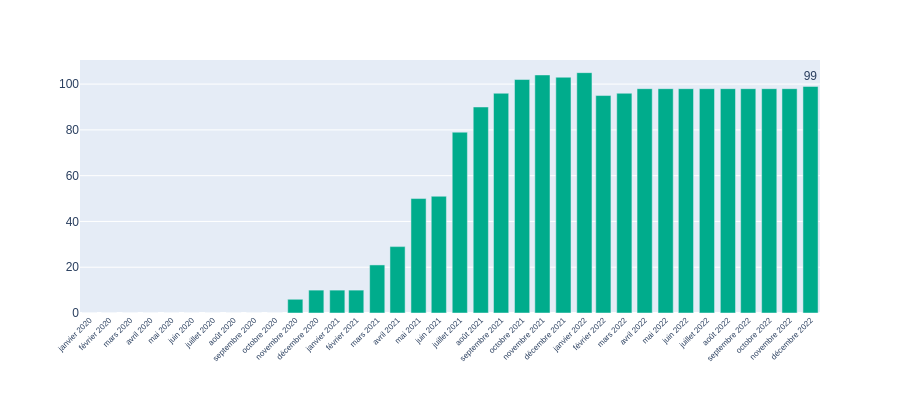 99
100
80
60
40
20
0
janvier 2020
février 2020
mars 2020
avril 2020
mai 2020
juin 2020
juillet 2020
août 2020
septembre 2020
octobre 2020
novembre 2020
décembre 2020
janvier 2021
février 2021
mars 2021
avril 2021
mai 2021
juin 2021
juillet 2021
août 2021
septembre 2021
octobre 2021
novembre 2021
décembre 2021
janvier 2022
février 2022
mars 2022
avril 2022
mai 2022
juin 2022
juillet 2022
août 2022
septembre 2022
octobre 2022
novembre 2022
décembre 2022